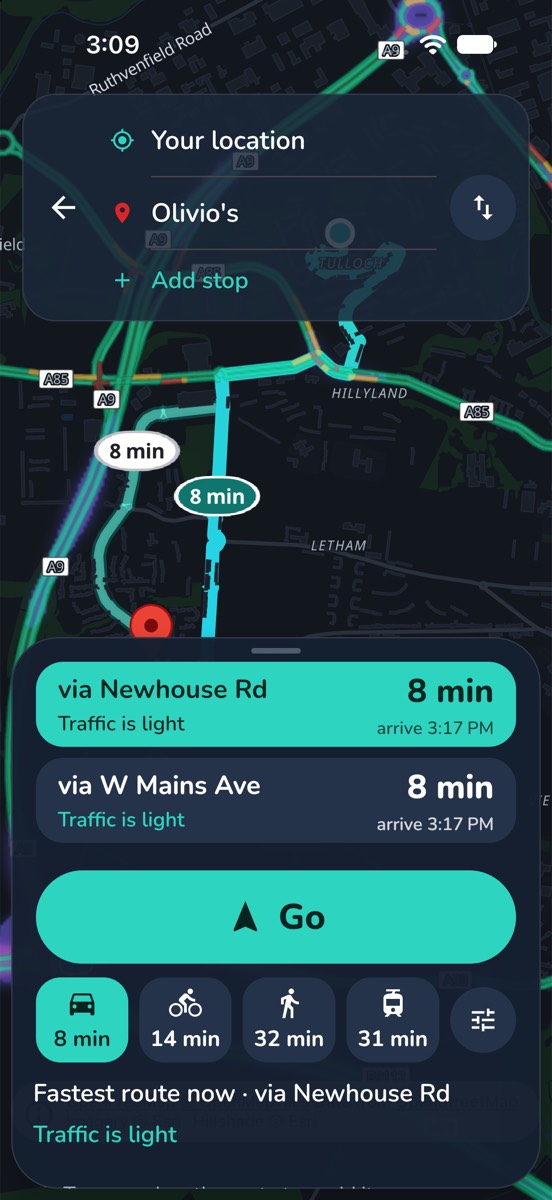 3:09
A9
Ruthvenfield Road
Your location
A9
Olivio's
A9
TULLOCH
A85
Add stop
A85
A9
HILLYLAND
A85
8 min
8 min
LETHAM
A9
via Newhouse Rd
8 min
Traffic is light
arrive 3:17 PM
via W Mains Ave
8 min
Traffic is light
arrive 3:17 PM
Go
8 min
14 min
32 min
31 min
Fastest route now · via Newhouse Rd
Traffic is light